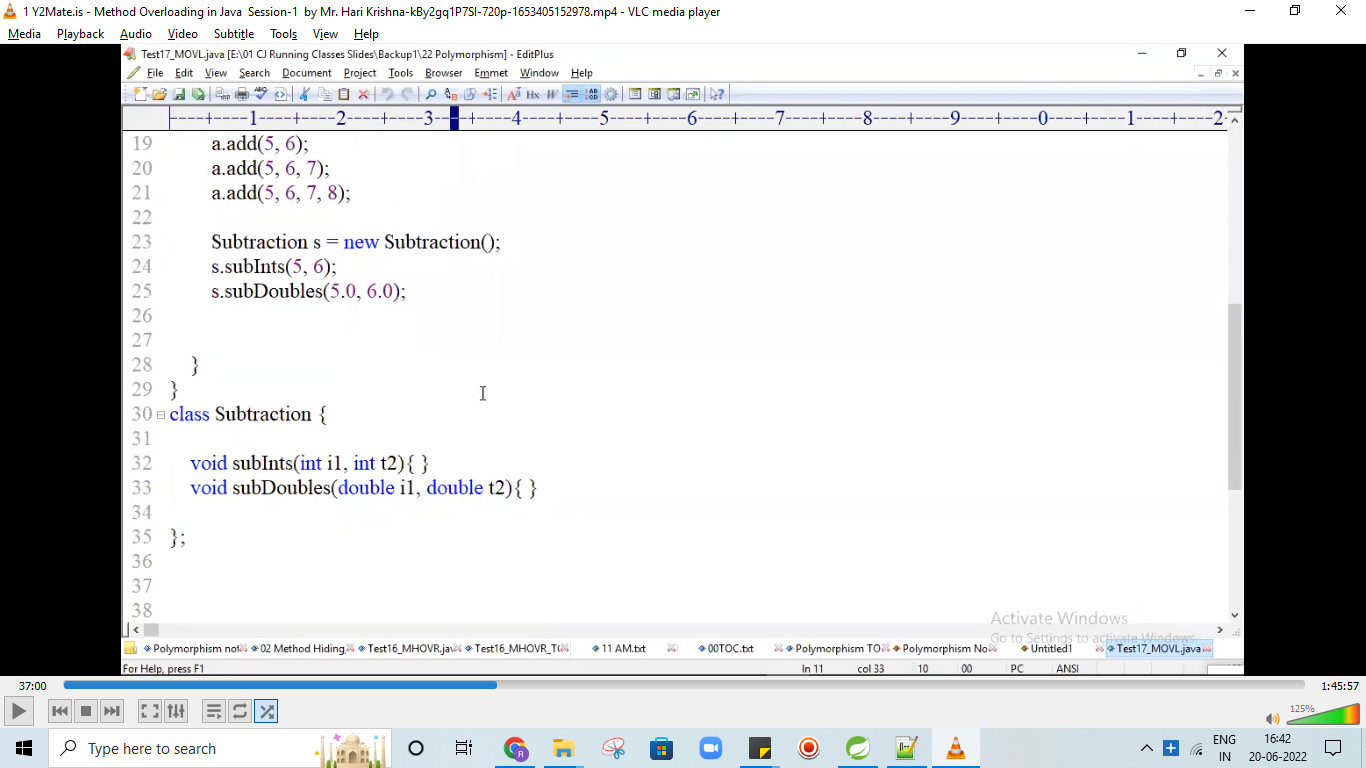 1 Y2Mate.is - Method Overloading in Java Session-1 by Mr. Hari Krishna-kBy2gq1P7SI-720p-1653405152978.mp4 - VLC media player
Media Playback Audio Video Subtitle Tools View Help
Test17_MOVL.java [E:\01 CJ Running Classes Slides\Backup1\22 Polymorphism] - EditPlus
File Edit View Search Document Project Tools Browser Emmet Window Help
----+----1----+----2----+----3----+----4----+----5----+----6----+----7----+----8----+----9----+----0----+----1----+----2-
19 a.add(5, 6);
20 a.add(5, 6, 7);
21 a.add(5, 6, 7, 8);
22
23 Subtraction s = new Subtraction();
24 s.subInts(5, 6);
25 s.subDoubles(5.0, 6.0);
26
27
28 }
29 }
30 class Subtraction {
31
32 void subInts(int i1, int t2){ }
33 void subDoubles(double i1, double t2){ }
34
35 };
36
37
38
Activate Windows
Go to Settings to activate Windows.
Polymorphism not 02 Method Hiding. Test16_MHOVR.jav Test16_MHOVR_T 11 AM.txt 00TOC.txt Polymorphism TO Polymorphism No Untitled1 Test17_MOVL.java
For Help, press F1 ln 11 col 33 10 00 PC ANSI
37:00 1:45:57
125%
Type here to search
ENG 16:42
IN 20-06-2022